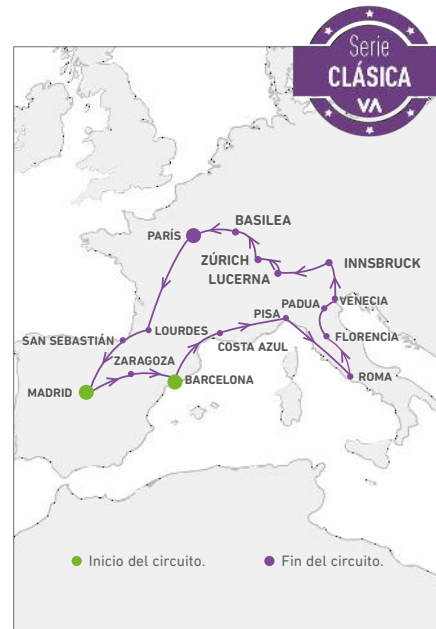 Serie
CLÁSICA
VA
BASILEA
PARÍS
ZÚRICH
LUCERNA
INNSBRUCK
PISA
PADUA
VENECIA
SAN SEBASTIÁN
LOURDES
COSTA AZUL
FLORENCIA
ZARAGOZA
MADRID
BARCELONA
ROMA
Inicio del circuito.
Fin del circuito.